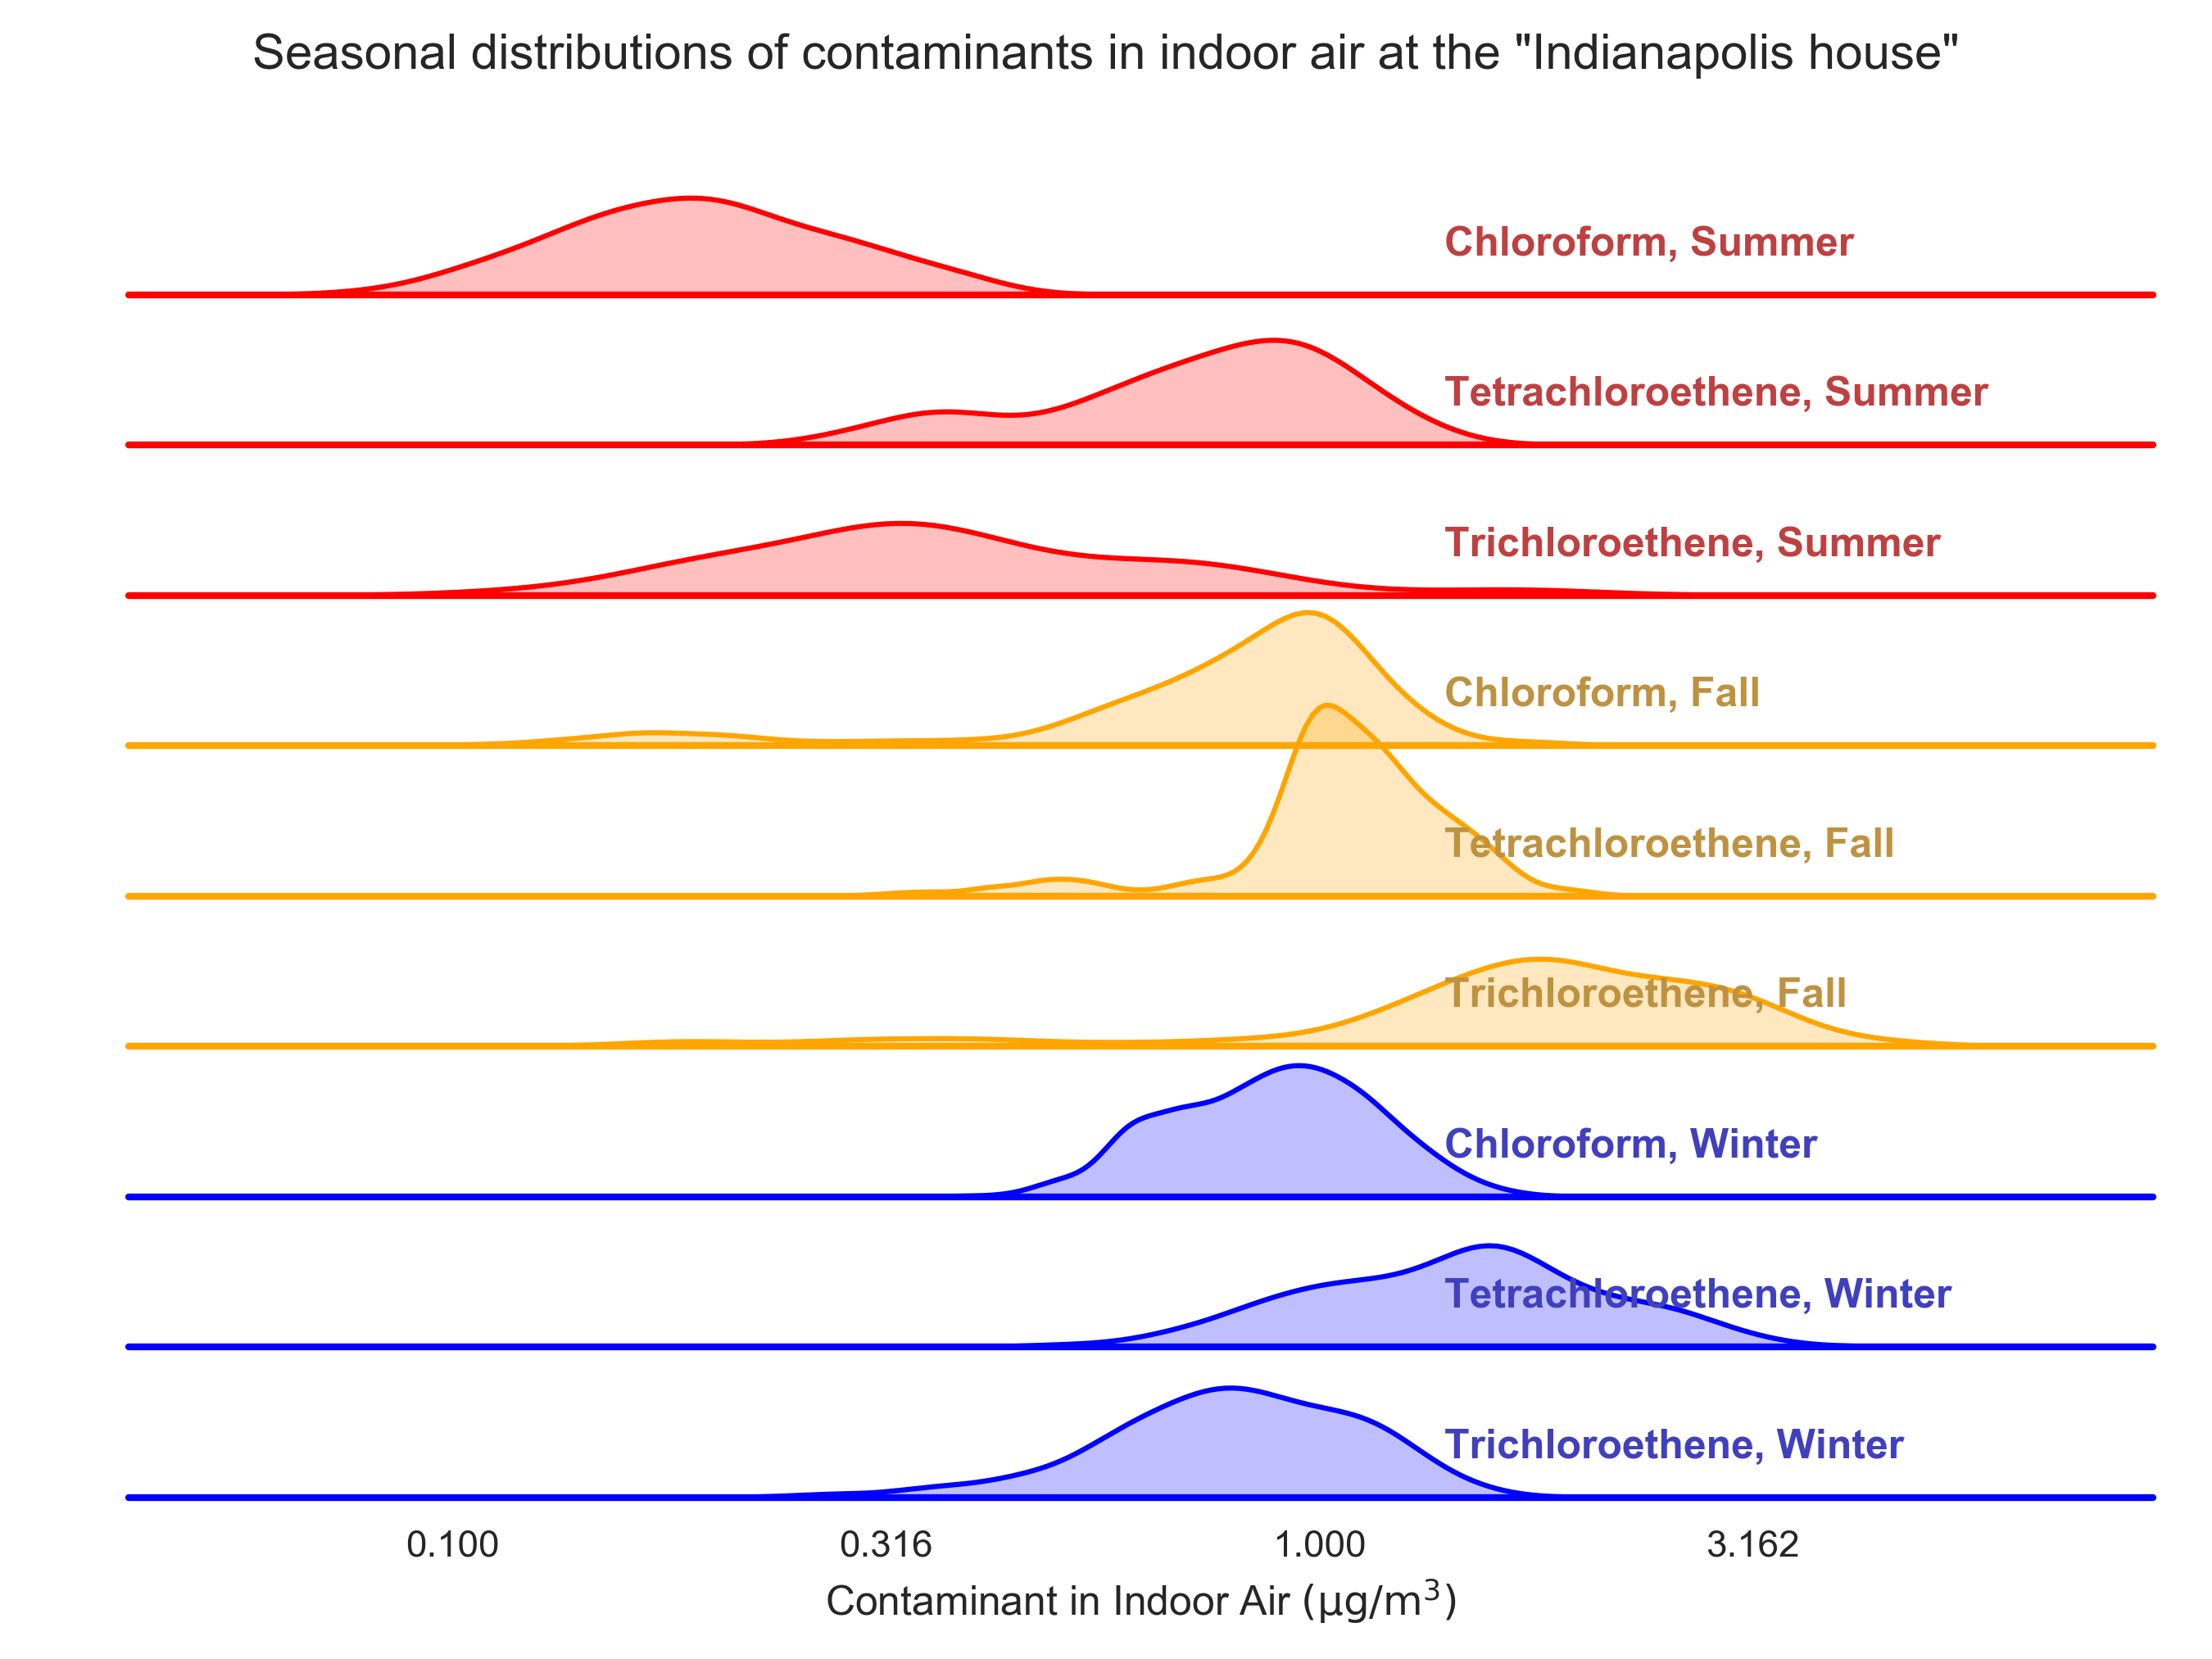 Seasonal distributions of contaminants in indoor air at the "Indianapolis house"
Chloroform, Summer
Tetrachloroethene, Summer
Trichloroethene, Summer
Chloroform, Fall
Tetrachloroethene, Fall
Trichloroethene, Fall
Chloroform, Winter
Tetrachloroethene, Winter
Trichloroethene, Winter
0.100 0.316 1.000 3.162
Contaminant in Indoor Air (μg/m³)